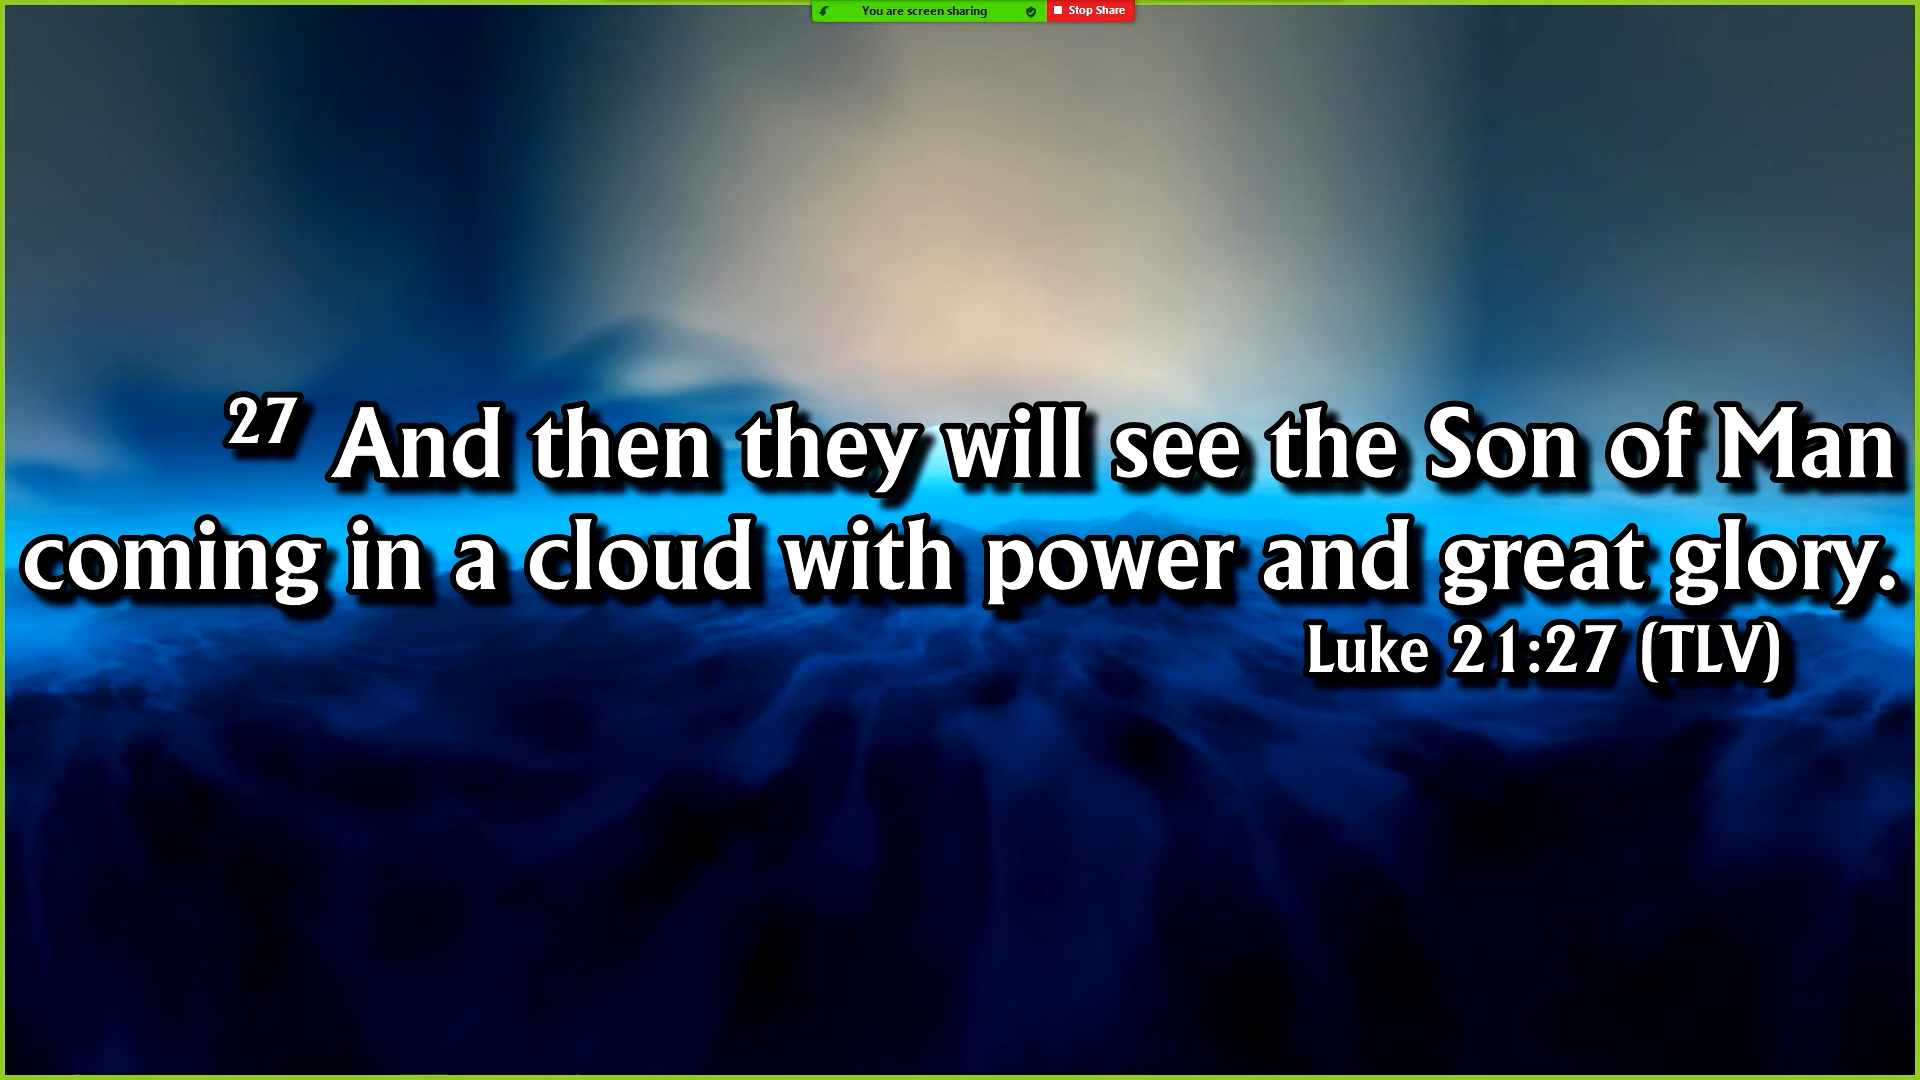 You are screen sharing Stop Share
27 And then they will see the Son of Man
coming in a cloud with power and great glory.
Luke 21:27 (TLV)